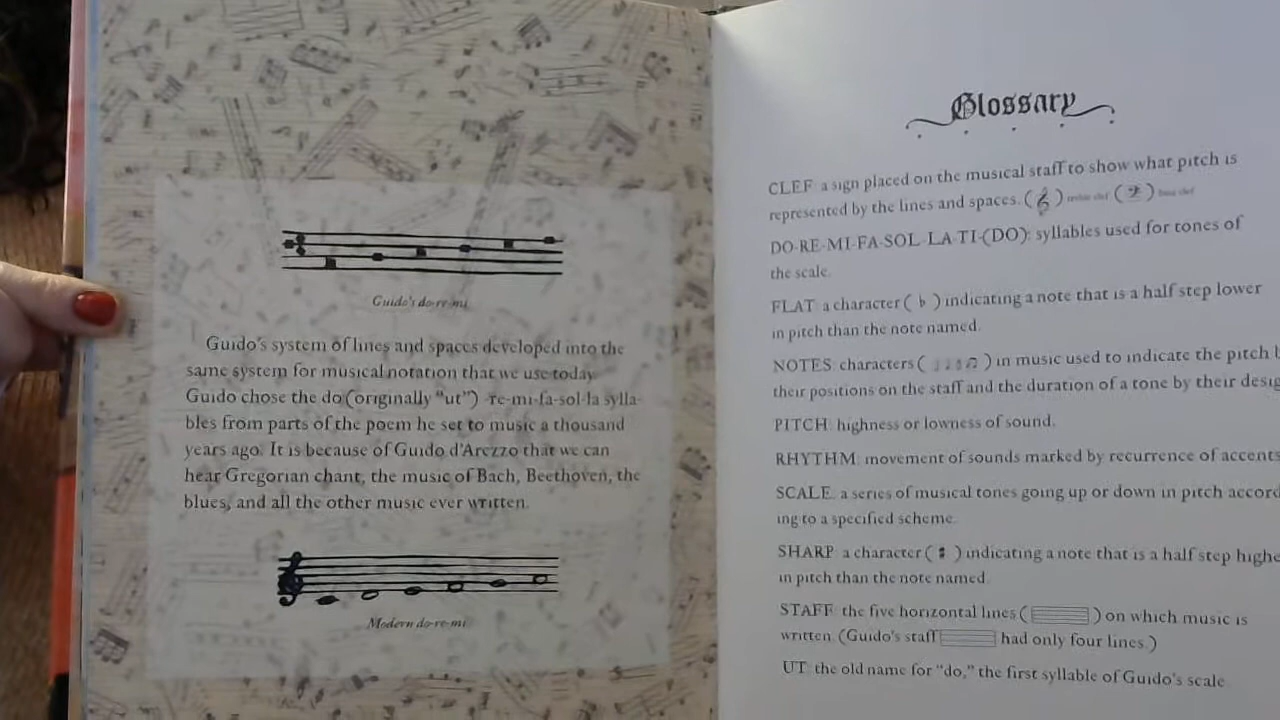 Guido's do-re-mi
Guido's system of lines and spaces developed into the
same system for musical notation that we use today.
Guido chose the do (originally "ut") -re-mi-fa-sol-la sylla-
bles from parts of the poem he set to music a thousand
years ago. It is because of Guido d'Arezzo that we can
hear Gregorian chant, the music of Bach, Beethoven, the
blues, and all the other music ever written.
Modern do-re-mi
Glossary
CLEF: a sign placed on the musical staff to show what pitch is
represented by the lines and spaces. ( ) treble clef ( ) bass clef
DO-RE-MI-FA-SOL-LA-TI-(DO): syllables used for tones of
the scale.
FLAT: a character ( ♭ ) indicating a note that is a half step lower
in pitch than the note named.
NOTES: characters ( ) in music used to indicate the pitch
their positions on the staff and the duration of a tone by their
PITCH: highness or lowness of sound.
RHYTHM: movement of sounds marked by recurrence of accents
SCALE: a series of musical tones going up or down in pitch accord
ing to a specified scheme.
SHARP: a character ( ♯ ) indicating a note that is a half step highe
in pitch than the note named.
STAFF: the five horizontal lines ( ) on which music is
written. (Guido's staff had only four lines.)
UT: the old name for "do," the first syllable of Guido's scale.